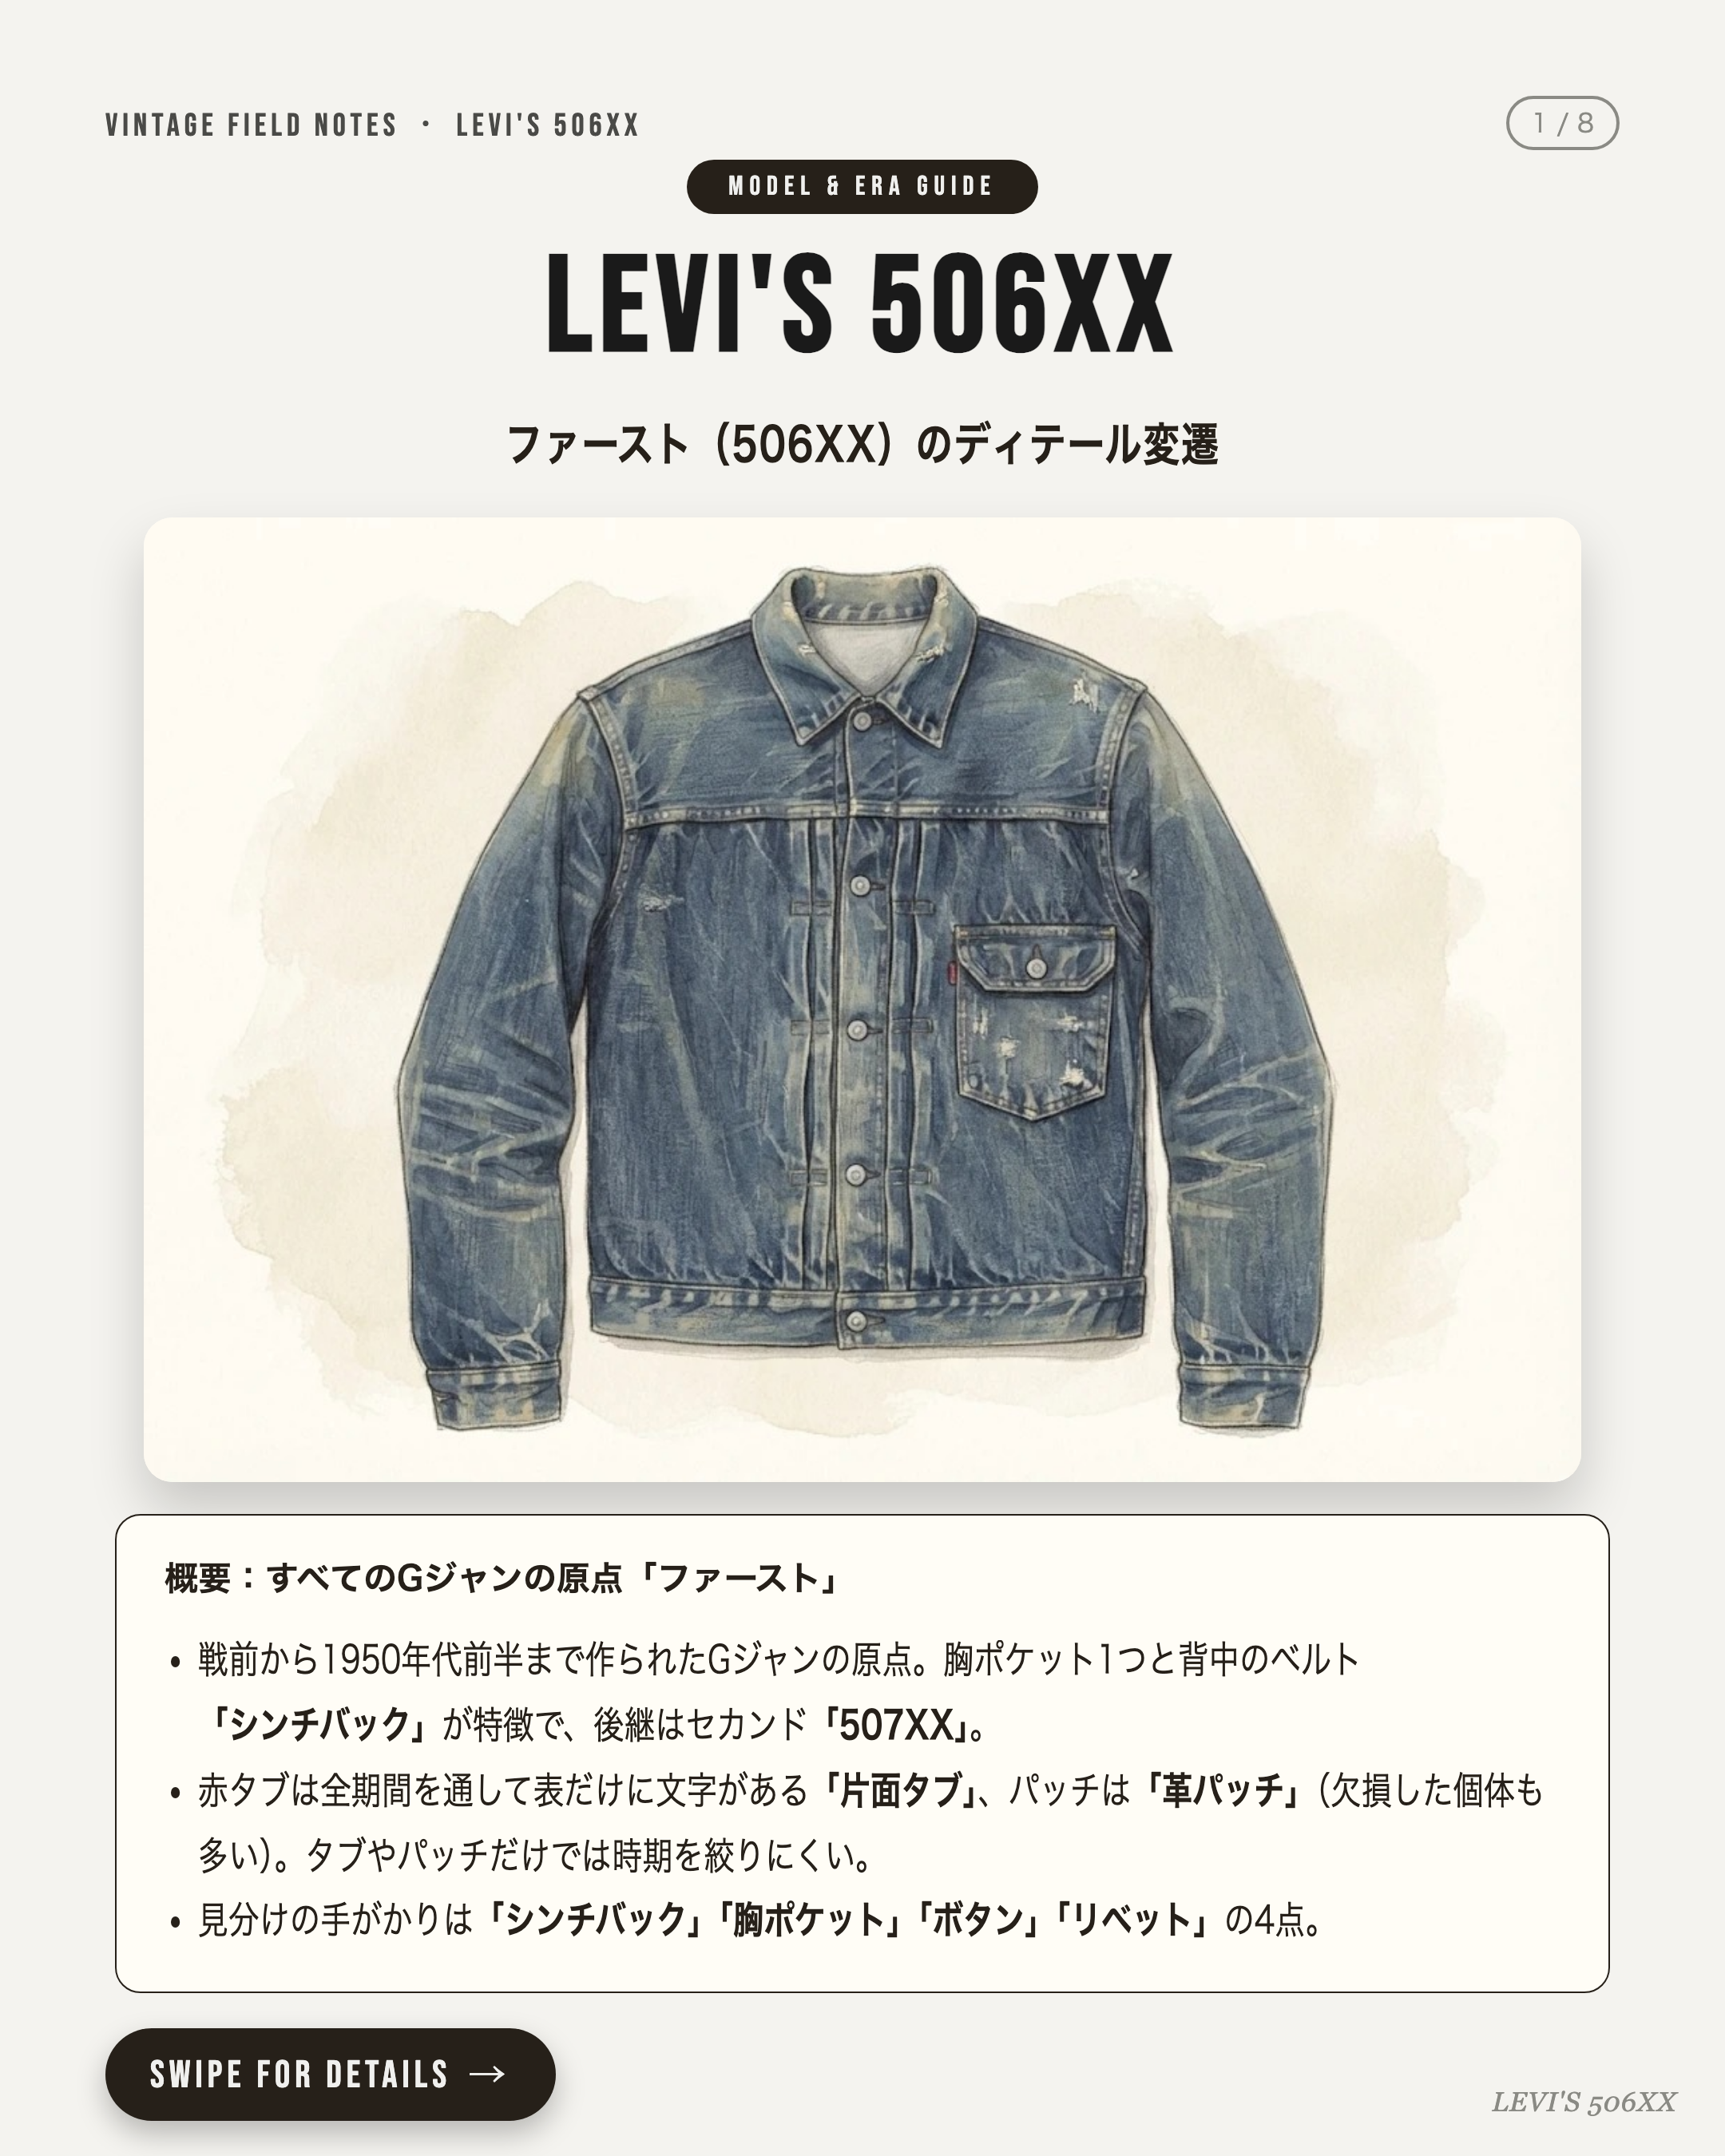 VINTAGE FIELD NOTES · LEVI'S 506XX
1 / 8
MODEL & ERA GUIDE
LEVI'S 506XX
ファースト（506XX）のディテール変遷
概要：すべてのGジャンの原点「ファースト」
• 戦前から1950年代前半まで作られたGジャンの原点。胸ポケット1つと背中のベルト
「シンチバック」が特徴で、後継はセカンド「507XX」。
• 赤タブは全期間を通して表だけに文字がある「片面タブ」、パッチは「革パッチ」（欠損した個体も
多い）。タブやパッチだけでは時期を絞りにくい。
• 見分けの手がかりは「シンチバック」「胸ポケット」「ボタン」「リベット」の4点。
SWIPE FOR DETAILS →
LEVI'S 506XX